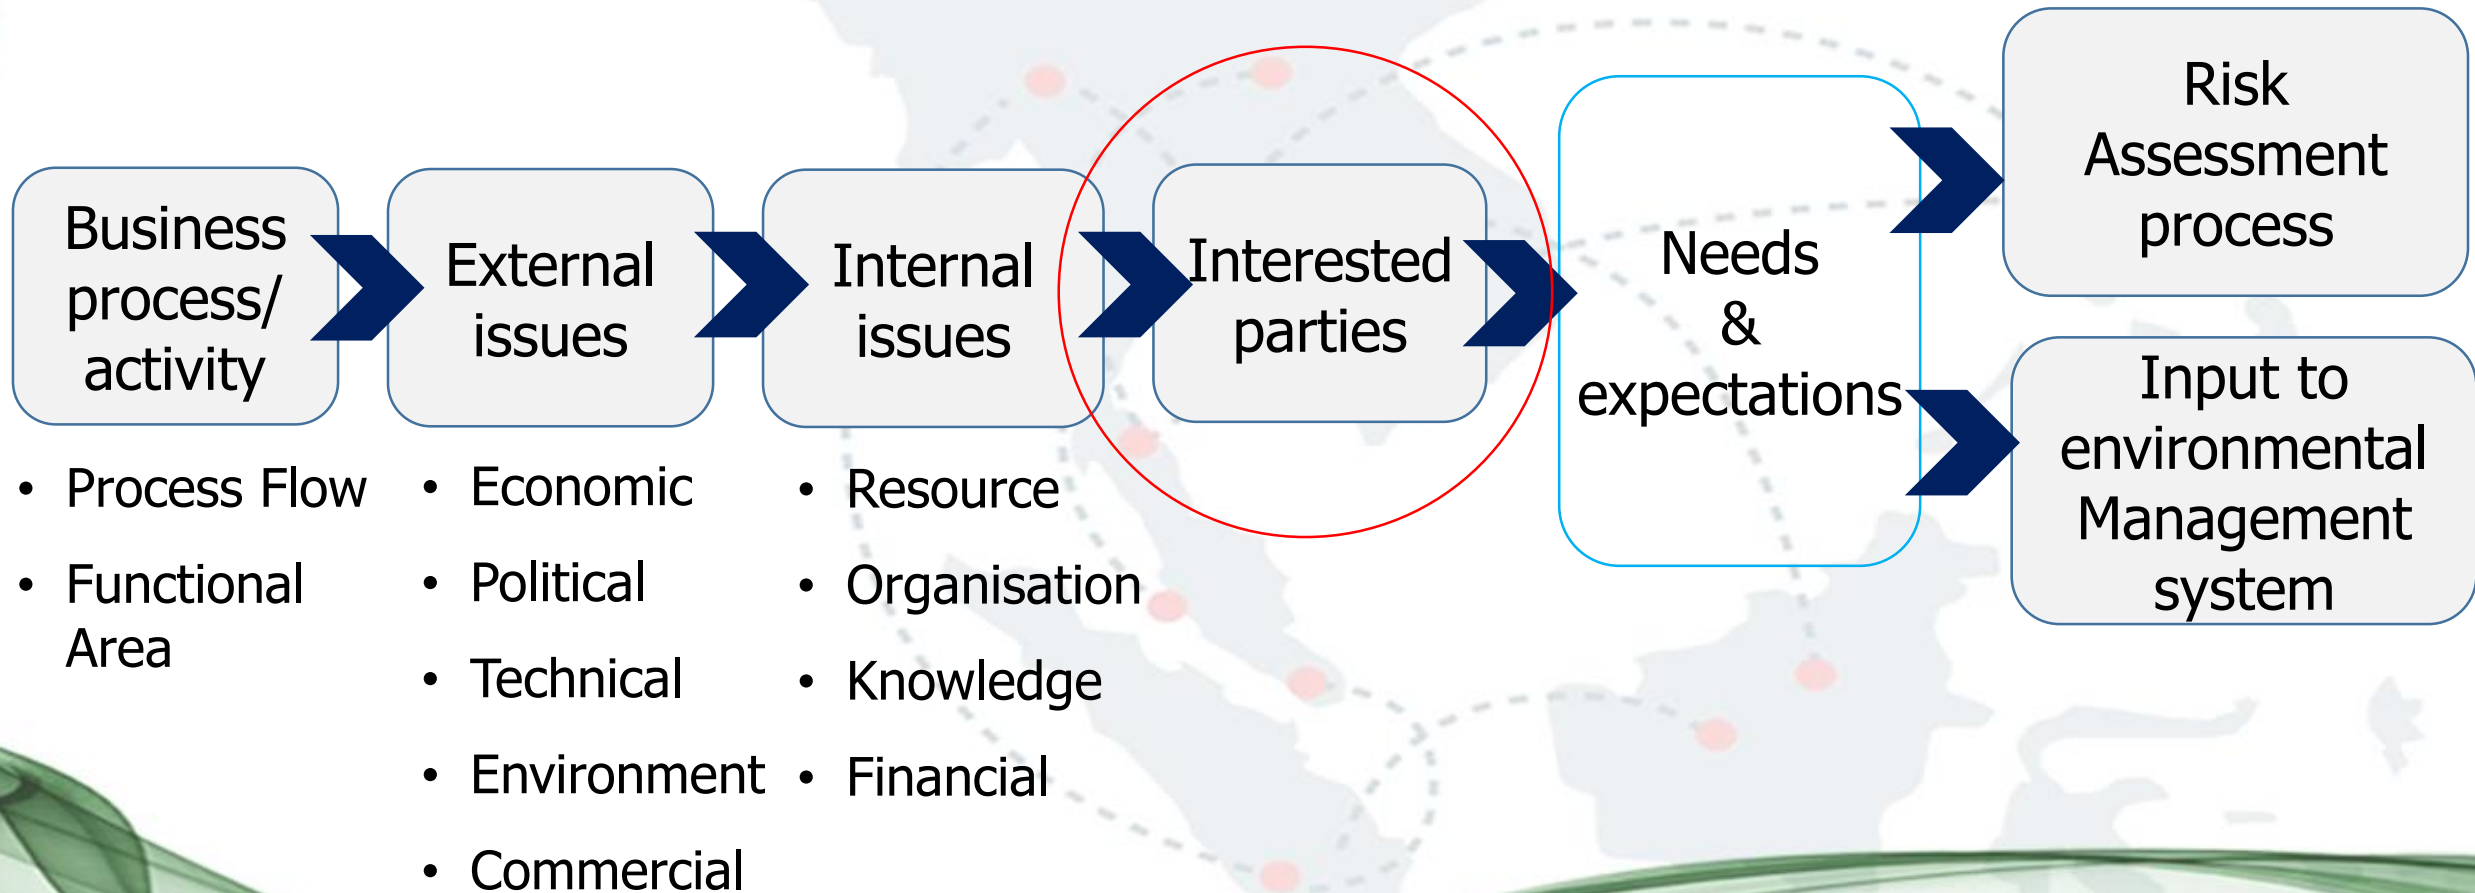 Business
process/
activity
• Process Flow
• Functional
Area
External
issues
• Economic
• Political
• Technical
• Environment
• Commercial
Internal
issues
• Resource
• Organisation
• Knowledge
• Financial
Interested
parties
Needs
&
expectations
Risk
Assessment
process
Input to
environmental
Management
system